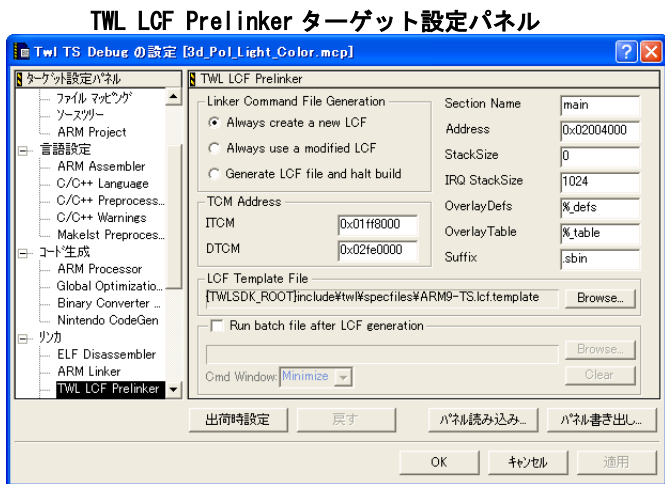 TWL LCF Prelinker ターゲット設定パネル
Twl TS Debug の設定 [3d_Pol_Light_Color.mcp]
ターゲット設定パネル
ファイル マッピング
ソースツリー
ARM Project
言語設定
ARM Assembler
C/C++ Language
C/C++ Preprocess...
C/C++ Warnings
Makelst Preproces...
コード生成
ARM Processor
Global Optimizatio...
Binary Converter ...
Nintendo CodeGen
リンカ
ELF Disassembler
ARM Linker
TWL LCF Prelinker
TWL LCF Prelinker
Linker Command File Generation
Always create a new LCF
Always use a modified LCF
Generate LCF file and halt build
TCM Address
ITCM 0x01ff8000
DTCM 0x02fe0000
Section Name main
Address 0x02004000
StackSize 0
IRQ StackSize 1024
OverlayDefs %_defs
OverlayTable %_table
Suffix .sbin
LCF Template File
{TWLSDK_ROOT}include¥twl¥specfiles¥ARM9-TS.lcf.template Browse...
Run batch file after LCF generation
Browse...
Cmd Window: Minimize Clear
出荷時設定 戻す パネル読み込み... パネル書き出し...
OK キャンセル 適用